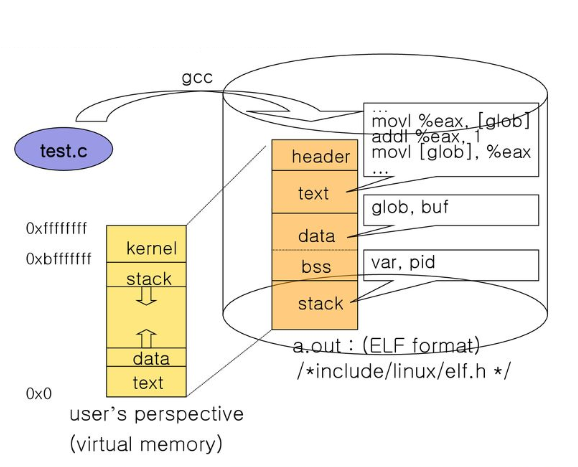 gcc
test.c
...
movl %eax, [glob]
addl %eax, 1
movl [glob], %eax
...
header
text
glob, buf
data
bss
var, pid
stack
0xffffffff
kernel
0xbfffffff
stack
data
text
0x0
a.out : (ELF format)
/*include/linux/elf.h */
user's perspective
(virtual memory)